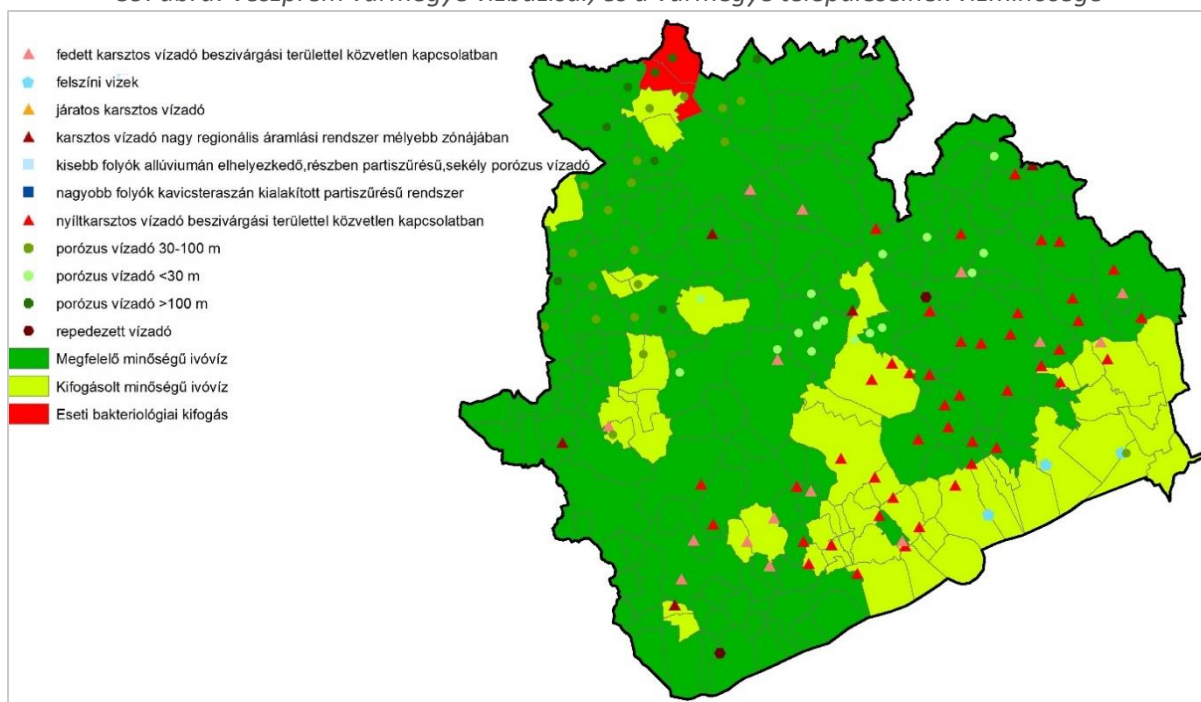 fedett karsztos vízadó beszivárgási területtel közvetlen kapcsolatban
felszíni vizek
járatos karsztos vízadó
karsztos vízadó nagy regionális áramlási rendszer mélyebb zónájában
kisebb folyók allúviumán elhelyezkedő,részben partiszűrésű,sekély porózus vízadó
nagyobb folyók kavicsteraszán kialakított partiszűrésű rendszer
nyíltkarsztos vízadó beszivárgási területtel közvetlen kapcsolatban
porózus vízadó 30-100 m
porózus vízadó <30 m
porózus vízadó >100 m
repedezett vízadó
Megfelelő minőségű ivóvíz
Kifogásolt minőségű ivóvíz
Eseti bakteriológiai kifogás